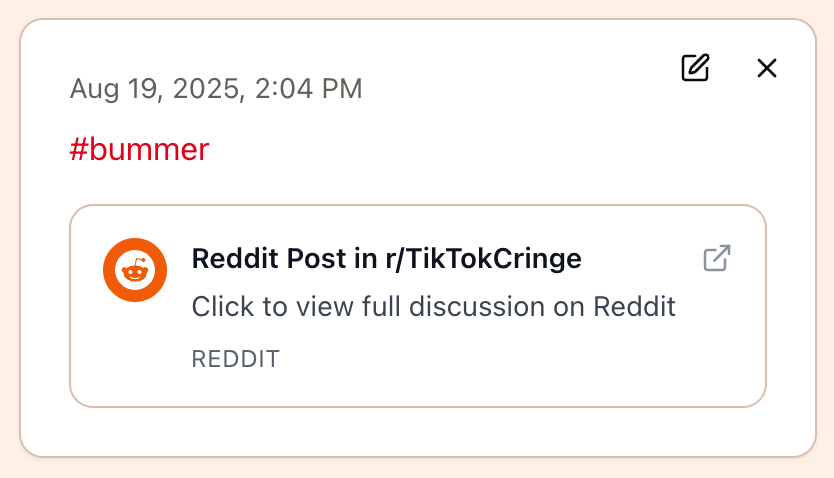 Aug 19, 2025, 2:04 PM
#bummer
Reddit Post in r/TikTokCringe
Click to view full discussion on Reddit
REDDIT